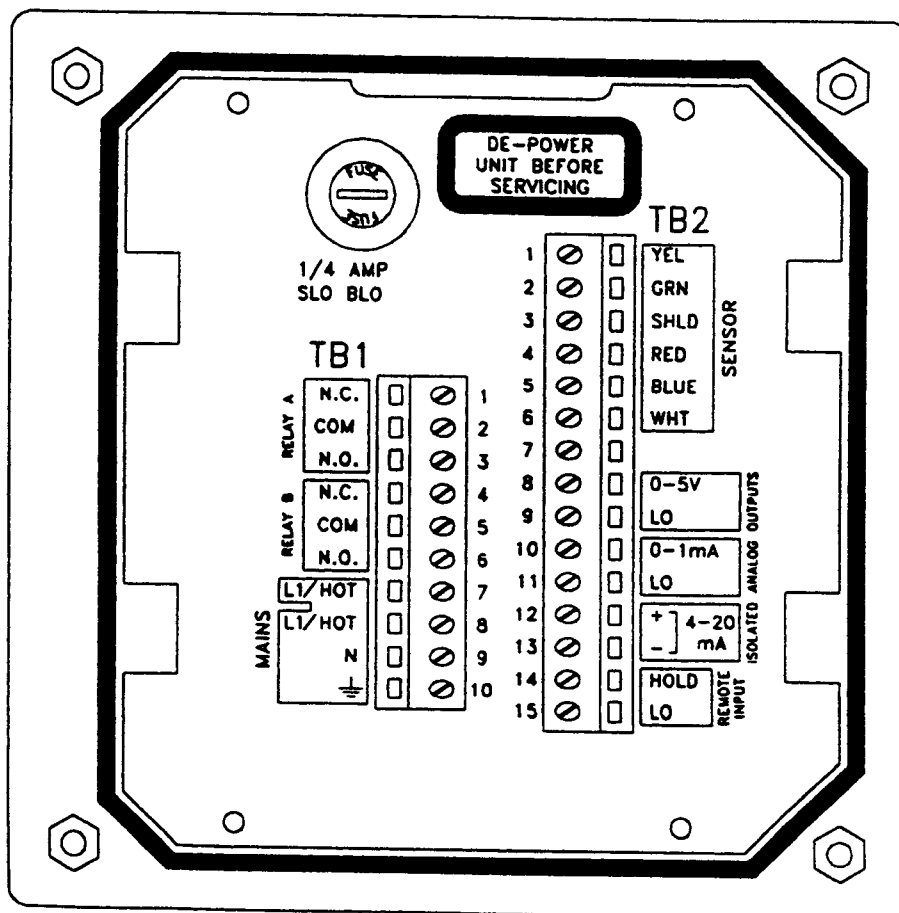 DE-POWER
UNIT BEFORE
SERVICING
FUSE
FUSE
1/4 AMP
SLO BLO
TB1
RELAY A
N.C.
COM
N.O.
RELAY B
N.C.
COM
N.O.
MAINS
L1/HOT
L1/HOT
N
1
2
3
4
5
6
7
8
9
10
TB2
1 YEL
2 GRN
3 SHLD
4 RED
5 BLUE
6 WHT
7
8 0-5V
9 LO
10 0-1mA
11 LO
12 + 4-20
13 - mA
14 HOLD
15 LO
SENSOR
ISOLATED ANALOG OUTPUTS
REMOTE
INPUT